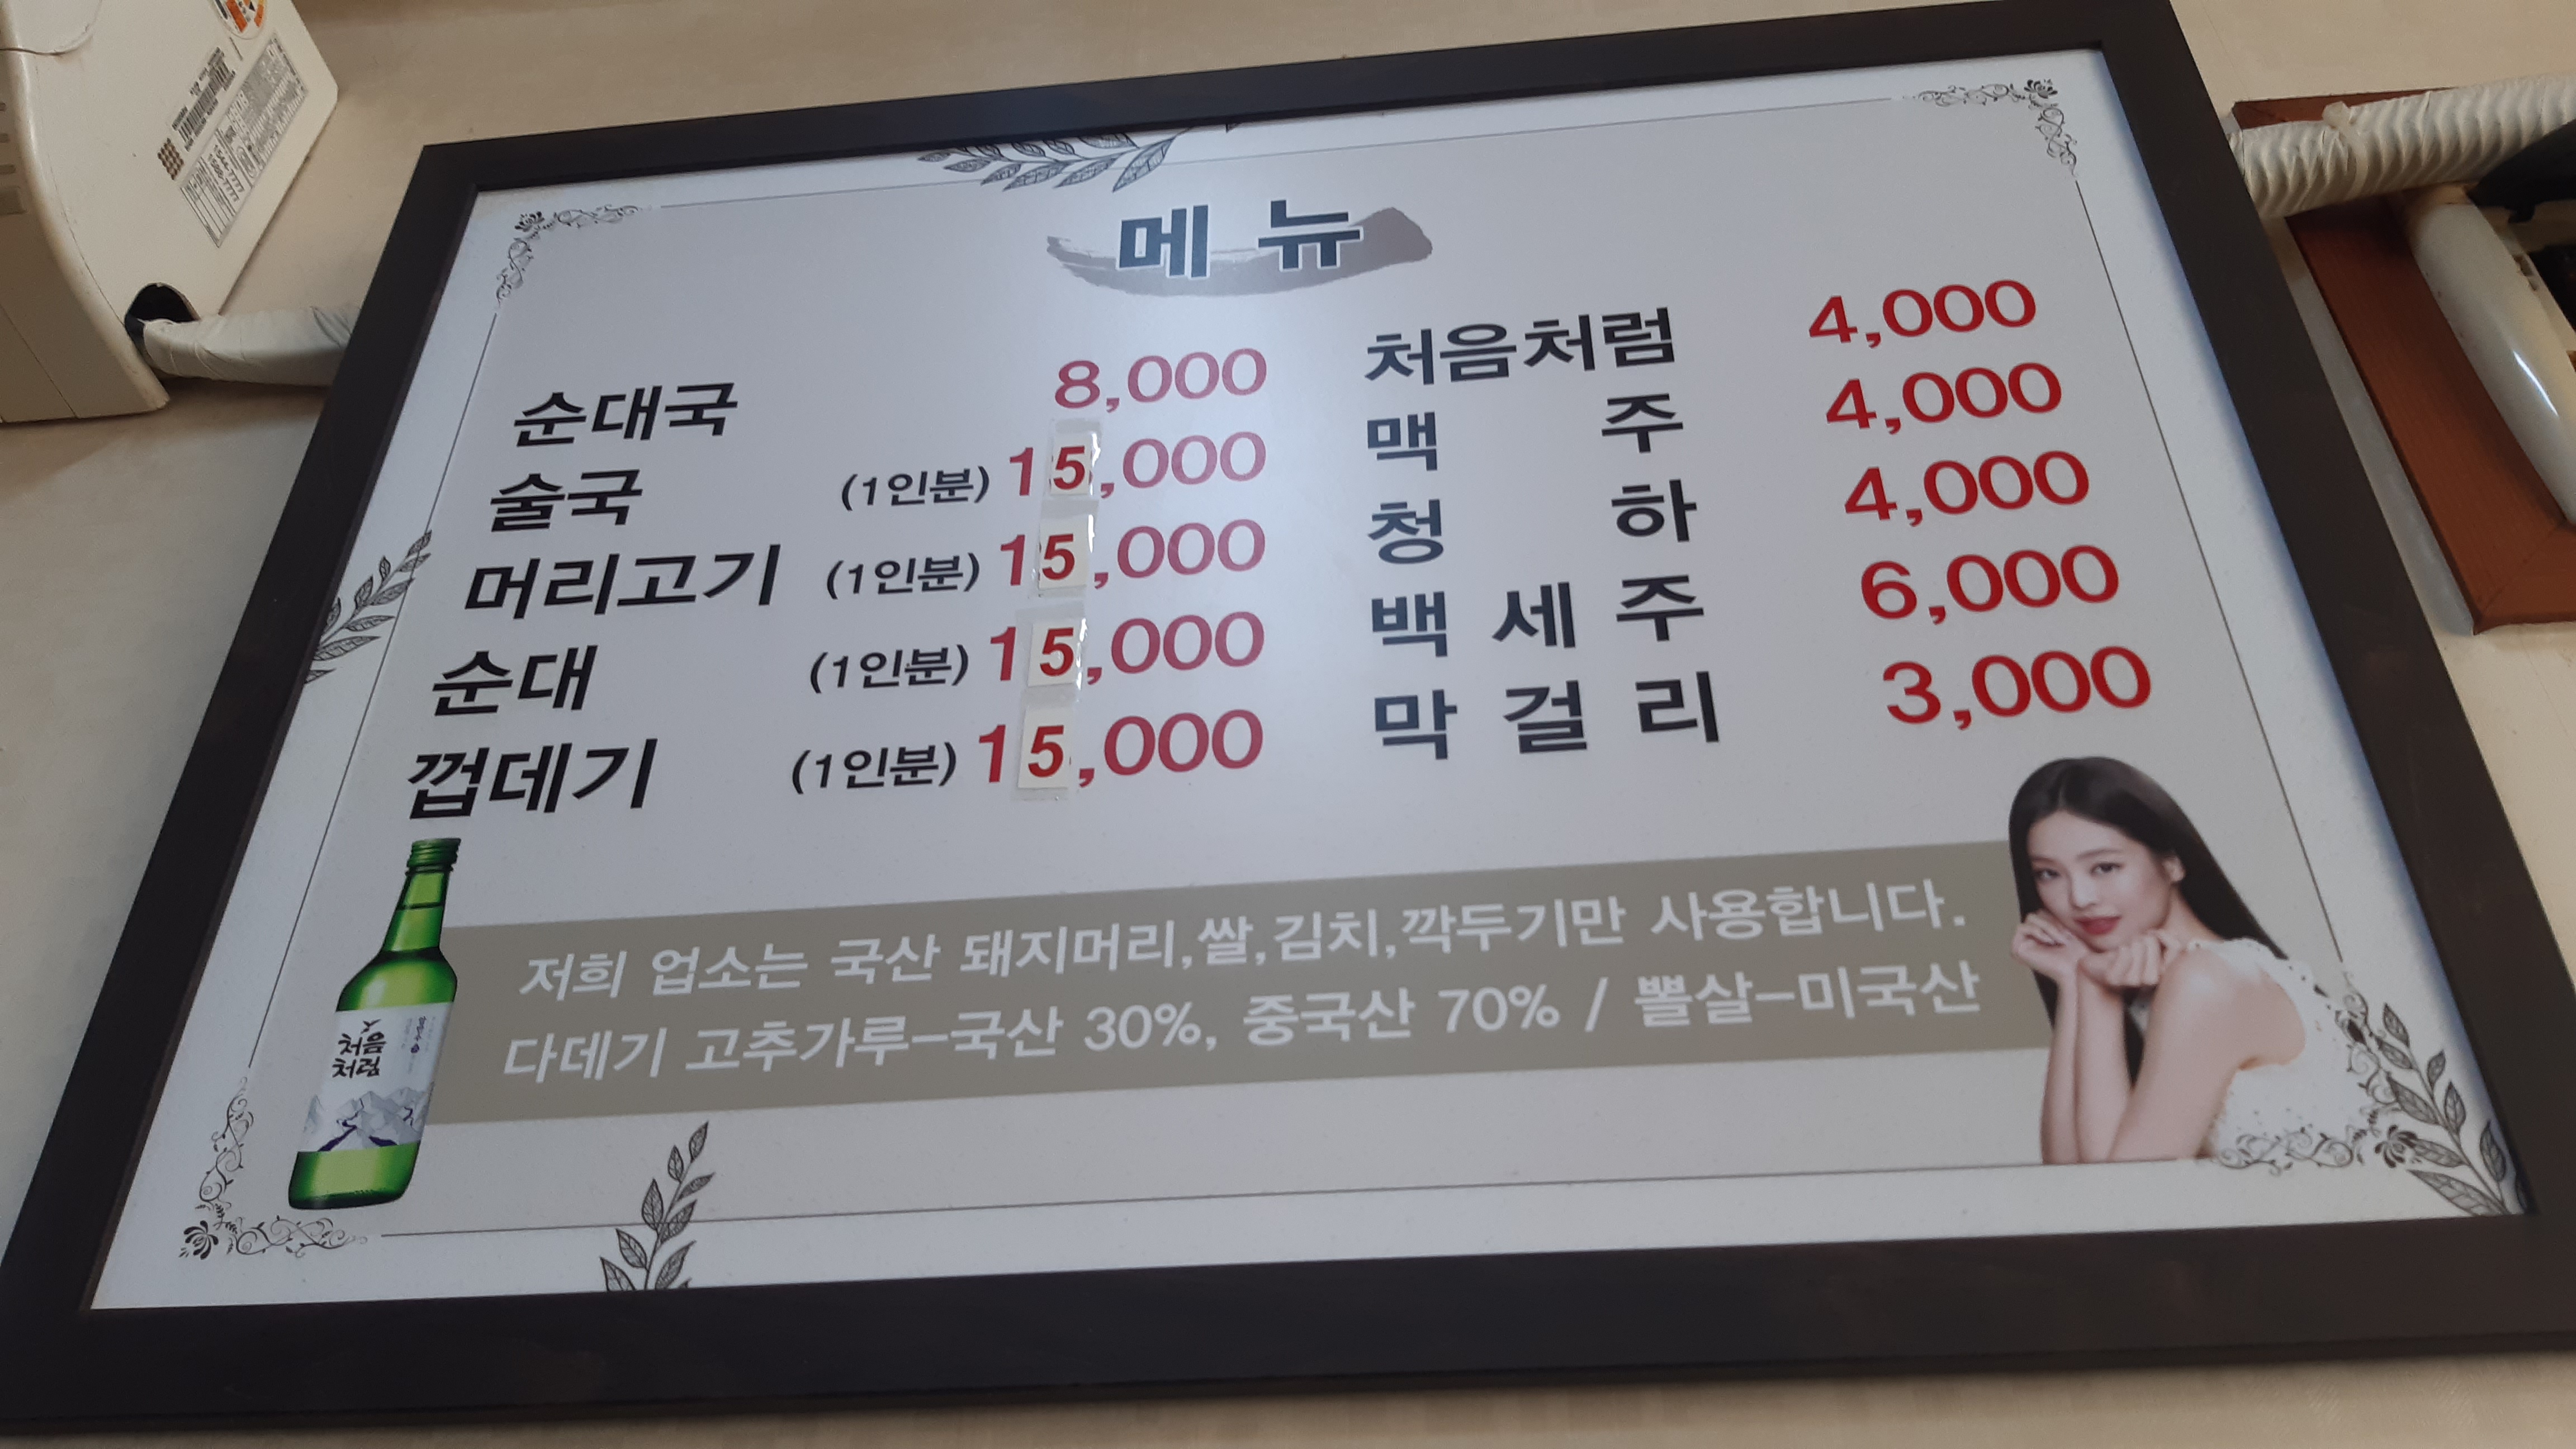 메뉴
순대국 8,000
술국 (1인분) 15,000
머리고기 (1인분) 15,000
순대 (1인분) 15,000
껍데기 (1인분) 15,000
처음처럼 4,000
맥 주 4,000
청 하 4,000
백 세 주 6,000
막 걸 리 3,000
저희 업소는 국산 돼지머리,쌀,김치,깍두기만 사용합니다.
다데기 고추가루-국산 30%, 중국산 70% / 뽈살-미국산
처음
처럼
1544-7777
1588-7777